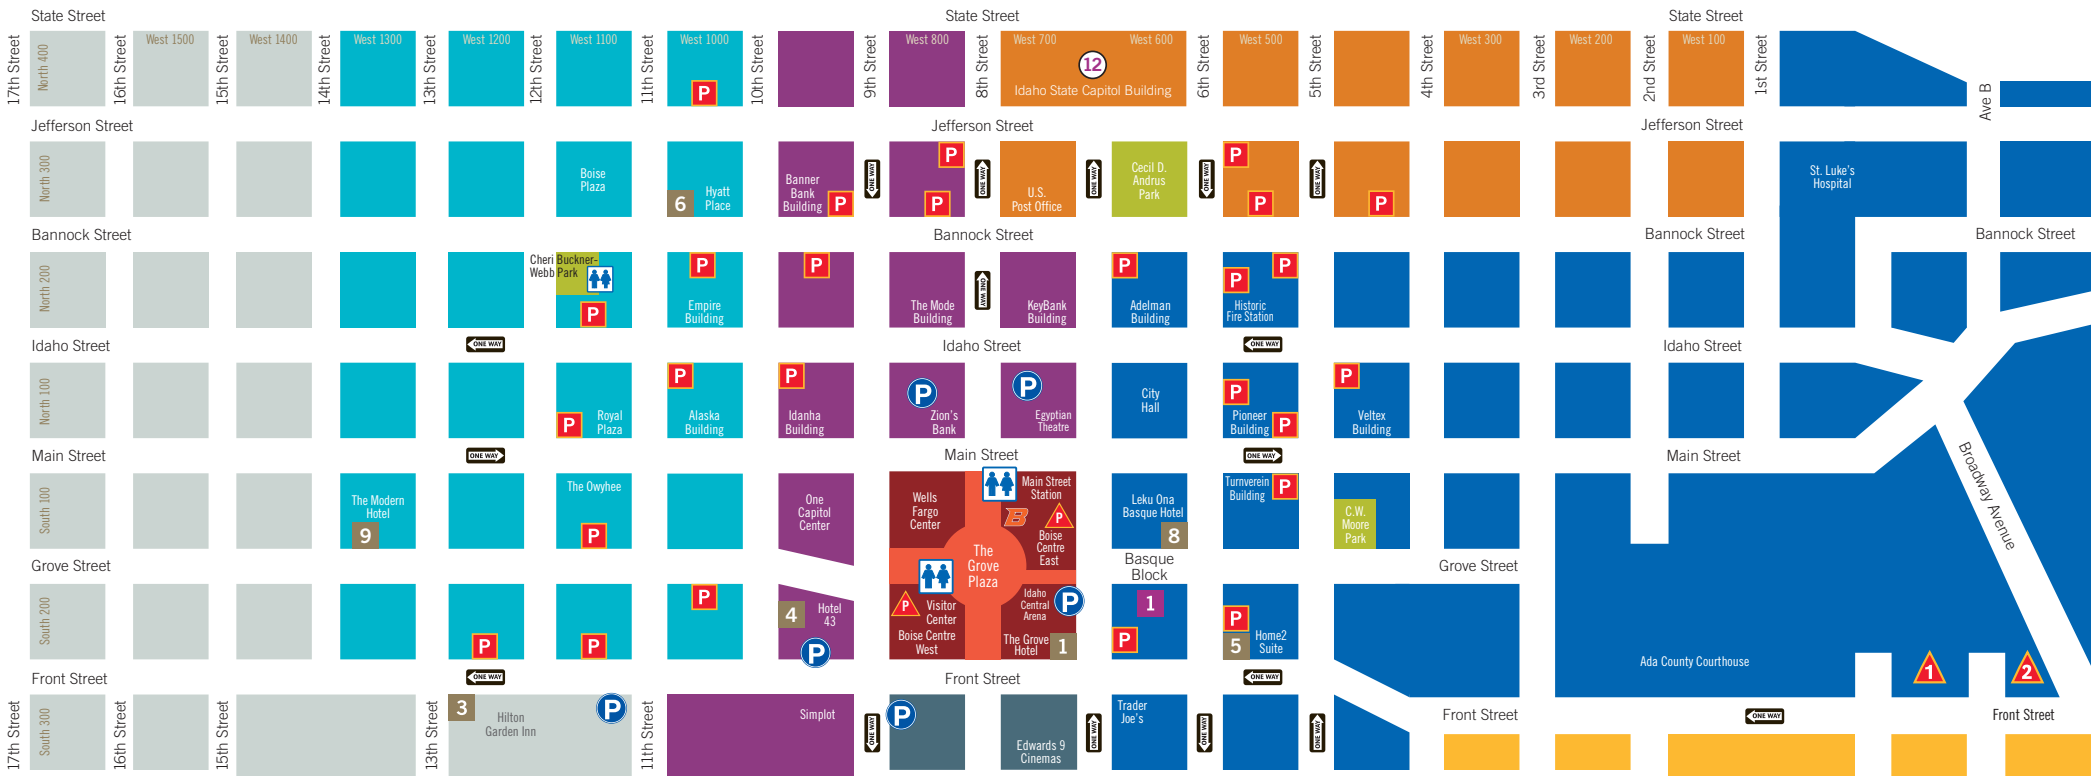 State Street
State Street
State Street
17th Street
North 400
16th Street
West 1500
15th Street
West 1400
14th Street
West 1300
13th Street
West 1200
12th Street
West 1100
11th Street
West 1000
P
10th Street
9th Street
West 800
8th Street
West 700
West 600
12
Idaho State Capitol Building
6th Street
West 500
5th Street
4th Street
West 300
3rd Street
West 200
2nd Street
West 100
1st Street
Ave B
Jefferson Street
Jefferson Street
Jefferson Street
North 300
Boise
Plaza
6
Hyatt
Place
Banner
Bank
Building
P
ONE WAY
P
P
ONE WAY
U.S.
Post Office
ONE WAY
Cecil D.
Andrus
Park
ONE WAY
P
P
ONE WAY
P
St. Luke's
Hospital
Bannock Street
Bannock Street
Bannock Street
Bannock Street
North 200
Cheri Buckner-
Webb Park
P
P
Empire
Building
P
The Mode
Building
ONE WAY
KeyBank
Building
P
Adelman
Building
P
P
Historic
Fire Station
ONE WAY
ONE WAY
Idaho Street
Idaho Street
Idaho Street
North 100
P
Royal
Plaza
P
Alaska
Building
P
Idanha
Building
P
Zion's
Bank
P
Egyptian
Theatre
City
Hall
P
Pioneer
Building
P
P
Veltex
Building
ONE WAY
ONE WAY
Main Street
Main Street
Main Street
Broadway Avenue
South 100
The Modern
Hotel
9
The Owyhee
P
One
Capitol
Center
Wells
Fargo
Center
Main Street
Station
B
P
Boise
Centre
East
The
Grove
Plaza
Leku Ona
Basque Hotel
8
Turnverein
Building
P
C.W.
Moore
Park
Grove Street
Basque
Block
Grove Street
South 200
P
P
P
4
Hotel
43
P
P
Visitor
Center
Boise Centre
West
Idaho
Central
Arena
P
The Grove
Hotel
1
1
P
P
5
Home2
Suite
Ada County Courthouse
1
2
ONE WAY
ONE WAY
Front Street
Front Street
Front Street
Front Street
ONE WAY
17th Street
South 300
16th Street
15th Street
13th Street
3
Hilton
Garden Inn
P
11th Street
Simplot
ONE WAY
P
Edwards 9
Cinemas
ONE WAY
Trader
Joe's
ONE WAY
ONE WAY